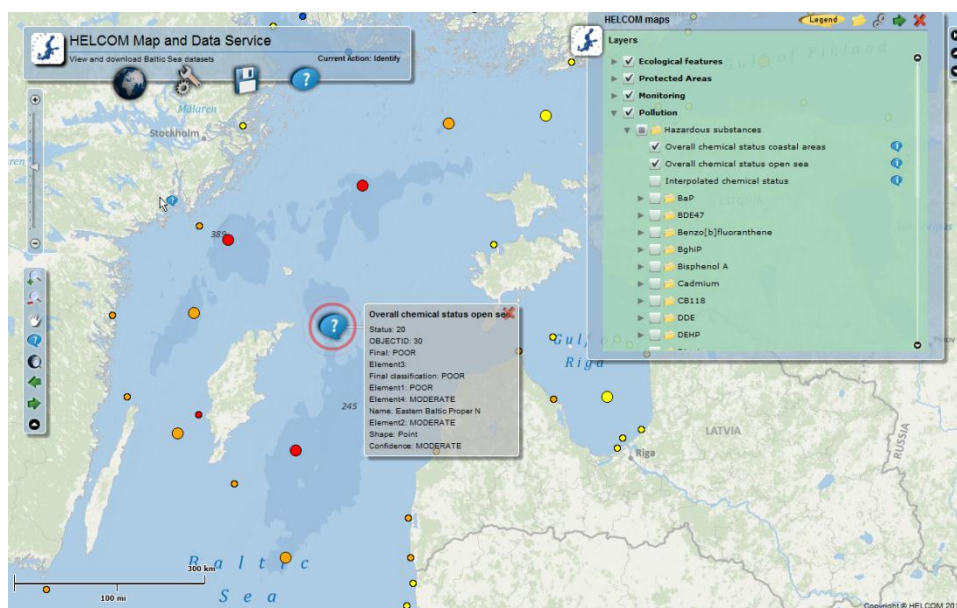 HELCOM Map and Data Service
View and download Baltic Sea datasets
Current Action: Identify
HELCOM maps
Legend
Layers
Ecological features
Protected Areas
Monitoring
Pollution
Hazardous substances
Overall chemical status coastal areas
Overall chemical status open sea
Interpolated chemical status
BaP
BDE47
Benzo[b]fluoranthene
BghiP
Bisphenol A
Cadmium
CB118
DDE
DEHP
Gulf of Finland
Mälaren
Stockholm
389
Overall chemical status open se
Status: 20
OBJECTID: 30
Final: POOR
Element3:
Final classification: POOR
Element1: POOR
Element4: MODERATE
Name: Eastern Baltic Proper N
Element2: MODERATE
Shape: Point
Confidence: MODERATE
245
Gulf of
Riga
LATVIA
Riga
RUSSIA
Baltic
Sea
300 km
100 mi
Copyright © HELCOM 201